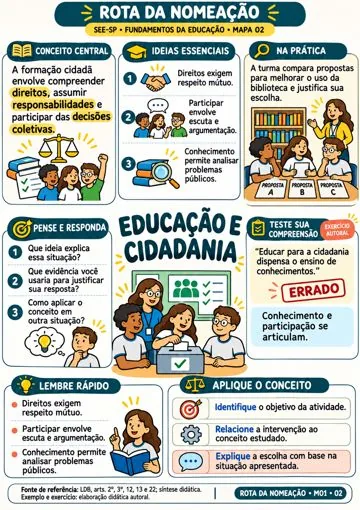 ROTA DA NOMEAÇÃO
SEE-SP • FUNDAMENTOS DA EDUCAÇÃO • MAPA 02
CONCEITO CENTRAL
A formação cidadã
envolve compreender
direitos, assumir
responsabilidades e
participar das decisões
coletivas.
IDEIAS ESSENCIAIS
1
Direitos exigem
respeito mútuo.
2
Participar
envolve
escuta e
argumentação.
3
Conhecimento
permite analisar
problemas
públicos.
NA PRÁTICA
A turma compara propostas
para melhorar o uso da
biblioteca e justifica sua
escolha.
PROPOSTA A
PROPOSTA B
PROPOSTA C
PENSE E RESPONDA
1 Que ideia explica
essa situação?
2 Que evidência você
usaria para justificar
sua resposta?
3 Como aplicar o
conceito em
outra situação?
EDUCAÇÃO E
CIDADANIA
TESTE SUA
COMPREENSÃO
EXERCÍCIO
AUTORAL
“Educar para a cidadania
dispensa o ensino de
conhecimentos.”
ERRADO
Conhecimento e
participação se
articulam.
LEMBRE RÁPIDO
Direitos exigem
respeito mútuo.
Participar envolve
escuta e argumentação.
Conhecimento permite
analisar problemas
públicos.
APLIQUE O CONCEITO
Identifique o objetivo da atividade.
Relacione a intervenção ao
conceito estudado.
Explique a escolha com base na
situação apresentada.
Fonte de referência: LDB, arts. 2º, 3º, 12, 13 e 22; síntese didática.
Exemplo e exercício: elaboração didática autoral.
ROTA DA NOMEAÇÃO • M01 • 02